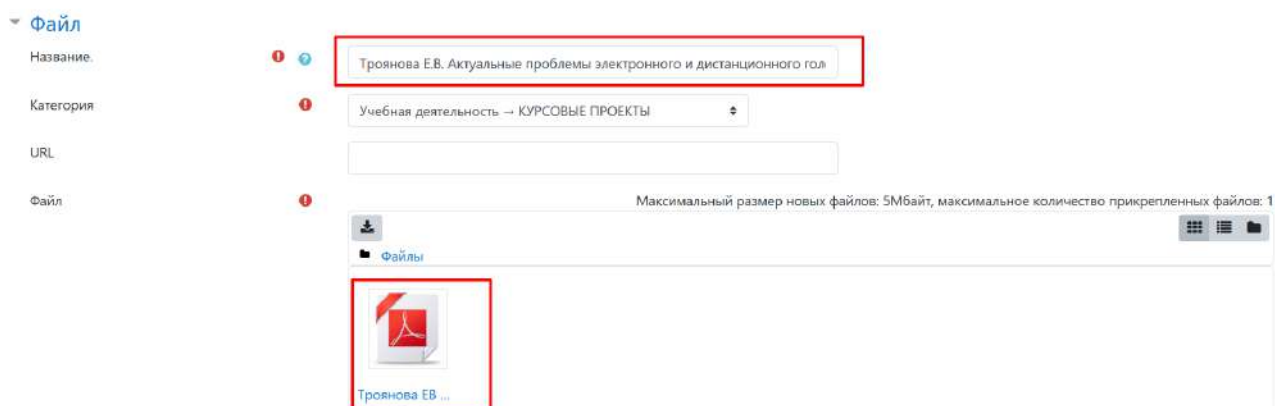 Файл
Название.
Троянова Е.В. Актуальные проблемы электронного и дистанционного гол
Категория
Учебная деятельность → КУРСОВЫЕ ПРОЕКТЫ
URL
Файл
Максимальный размер новых файлов: 5Мбайт, максимальное количество прикрепленных файлов: 1
Файлы
Троянова ЕВ ...